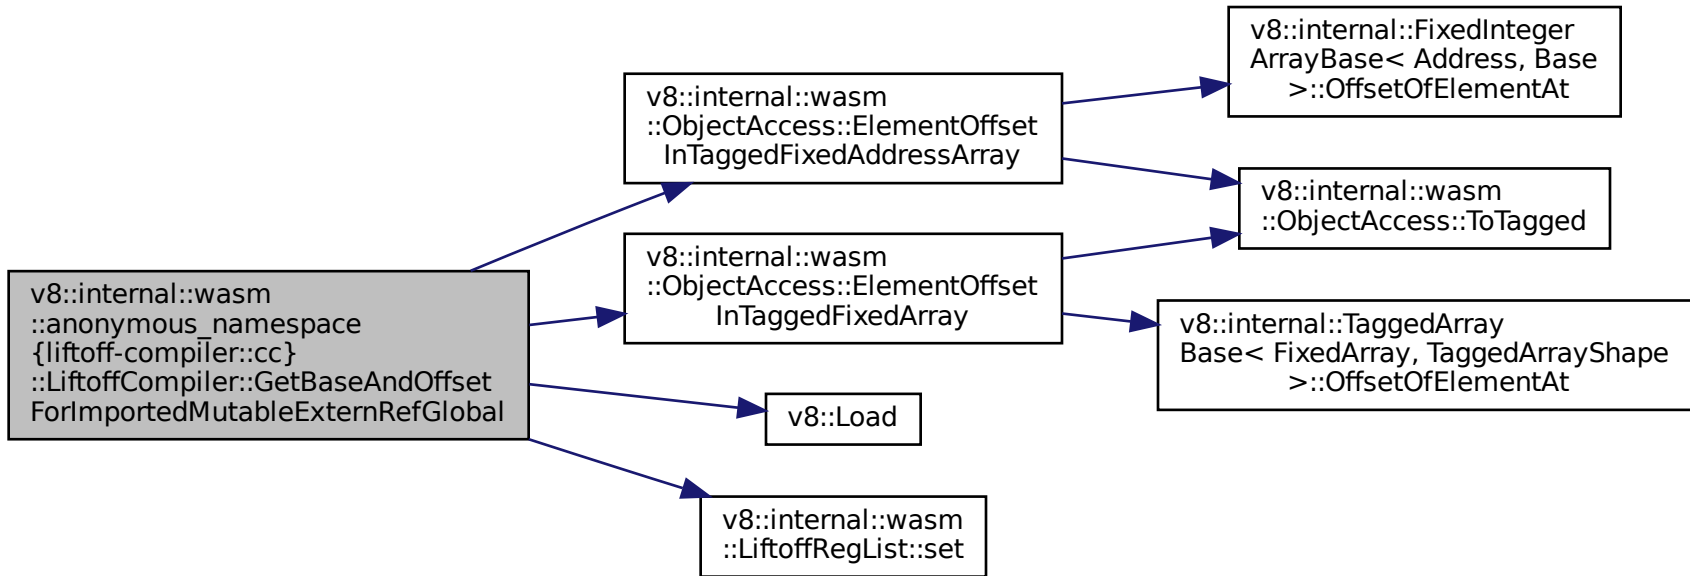 v8::internal::wasm
::anonymous_namespace
{liftoff-compiler::cc}
::LiftoffCompiler::GetBaseAndOffset
ForImportedMutableExternRefGlobal
v8::internal::wasm
::ObjectAccess::ElementOffset
InTaggedFixedAddressArray
v8::internal::FixedInteger
ArrayBase< Address, Base
>::OffsetOfElementAt
v8::internal::wasm
::ObjectAccess::ToTagged
v8::internal::wasm
::ObjectAccess::ElementOffset
InTaggedFixedArray
v8::internal::TaggedArray
Base< FixedArray, TaggedArrayShape
>::OffsetOfElementAt
v8::Load
v8::internal::wasm
::LiftoffRegList::set